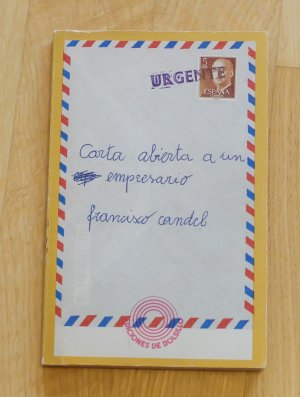 URGENTE
5
ESPAÑA
Carta abierta a un
empresario
francisco candel
EDICIONES DE BOLSILLO